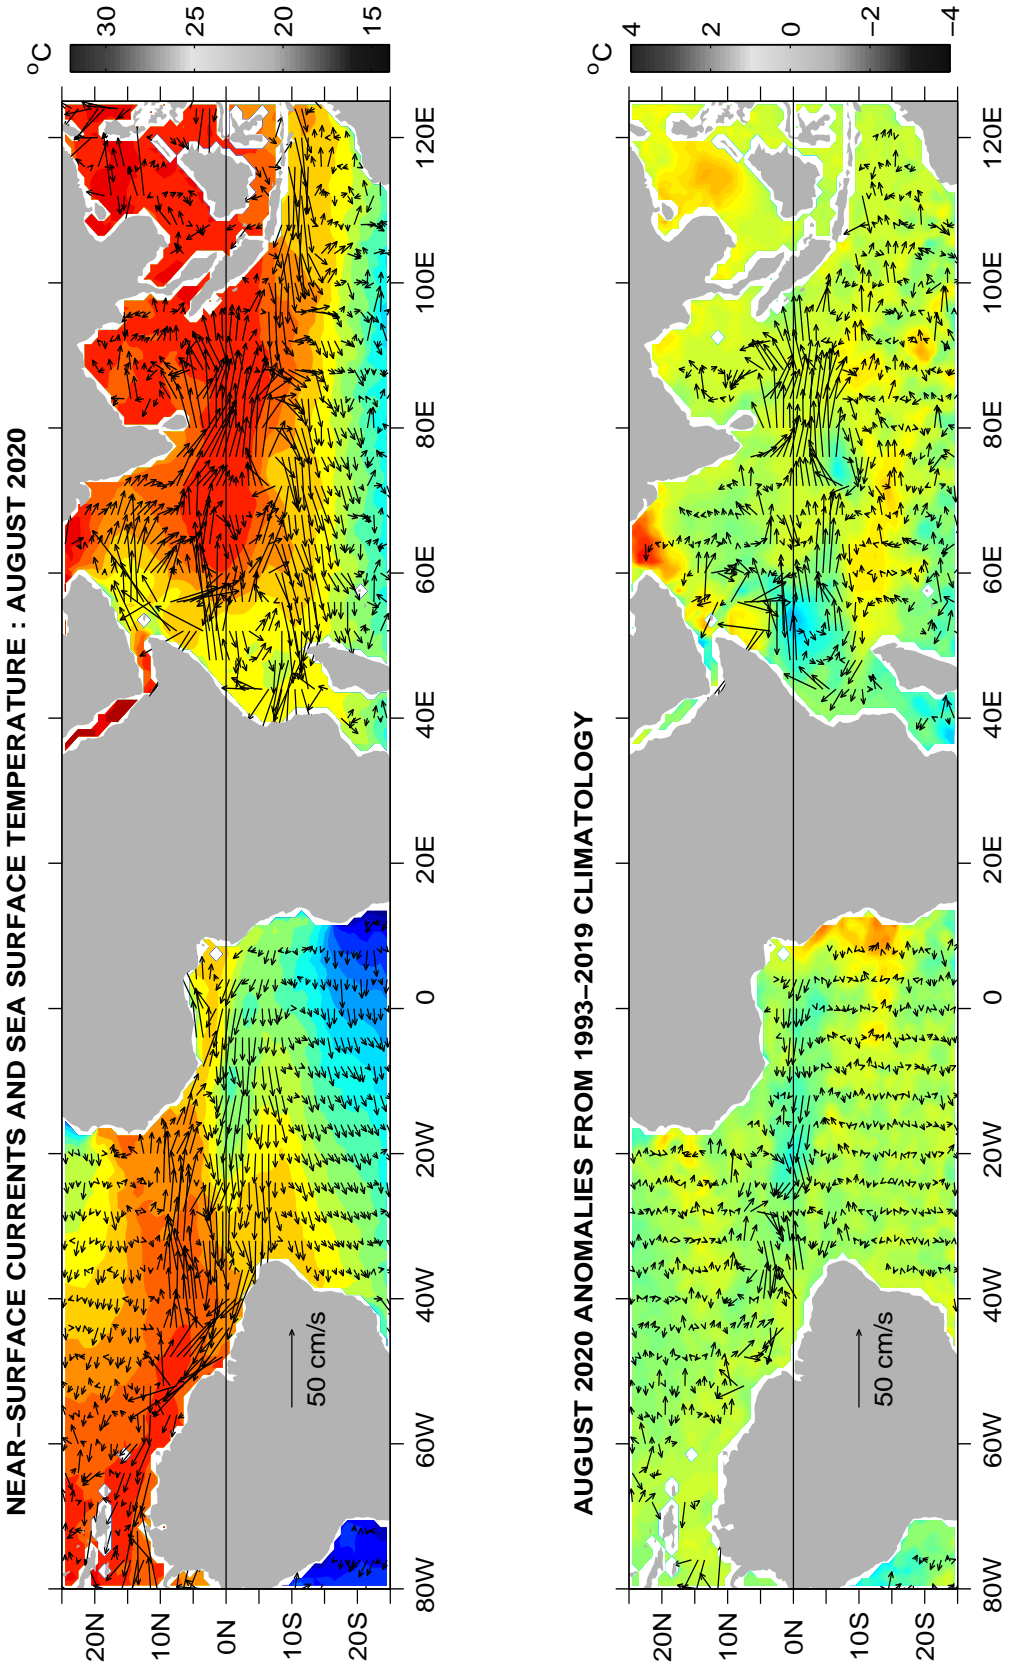 NEAR−SURFACE CURRENTS AND SEA SURFACE TEMPERATURE : AUGUST 2020
°C
30
25
20
15
20N
10N
0N
10S
20S
80W
60W
40W
20W
0
20E
40E
60E
80E
100E
120E
50 cm/s
AUGUST 2020 ANOMALIES FROM 1993−2019 CLIMATOLOGY
°C
4
2
0
−2
−4
20N
10N
0N
10S
20S
80W
60W
40W
20W
0
20E
40E
60E
80E
100E
120E
50 cm/s